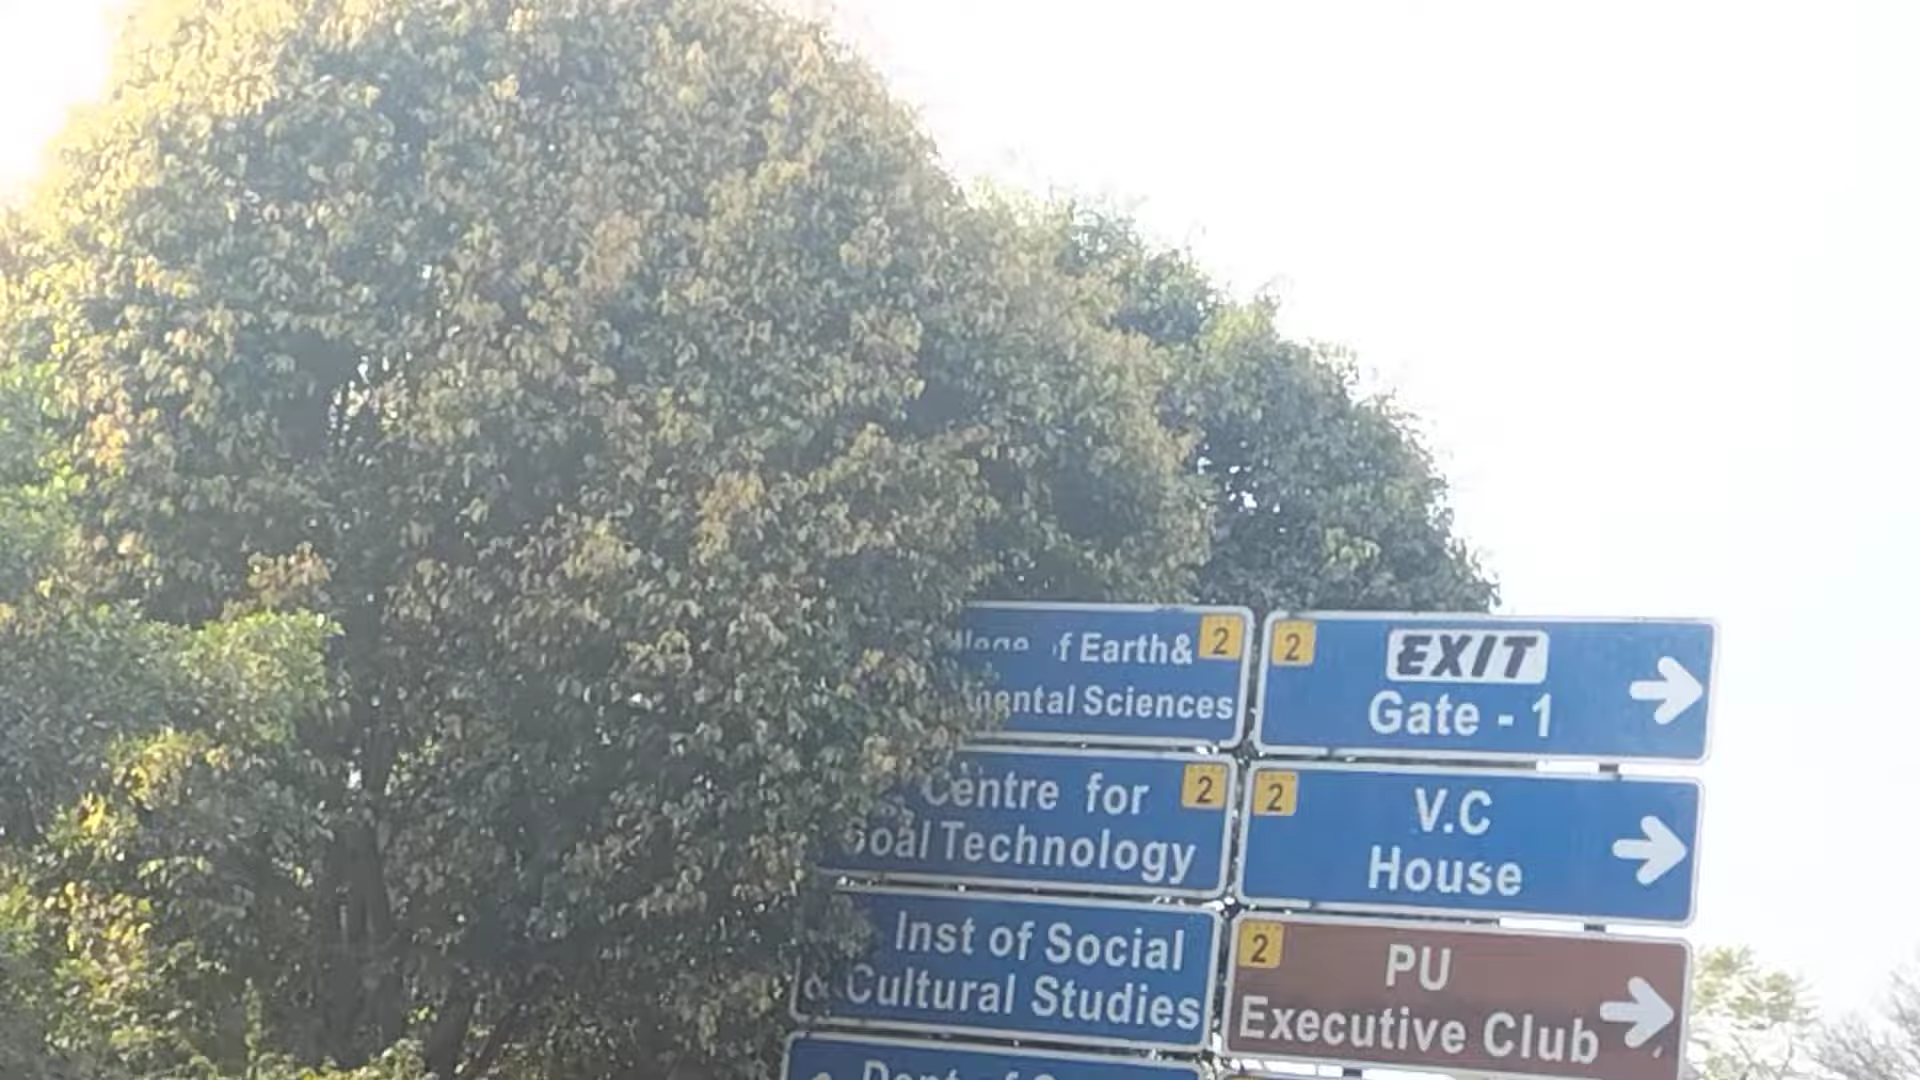 of Earth& 2
Sciences
2 EXIT
Gate - 1
Centre for 2
Technology
2 V.C
House
Inst of Social
& Cultural Studies
2 PU
Executive Club